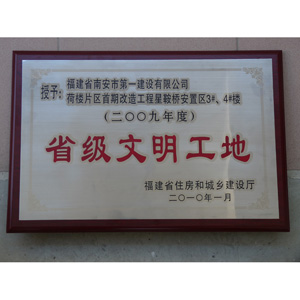 授予：
福建省南安市第一建设有限公司
荷楼片区首期改造工程星鞍桥安置区3#、4#楼
(二〇〇九年度)
省级文明工地
福建省住房和城乡建设厅
二〇一〇年一月